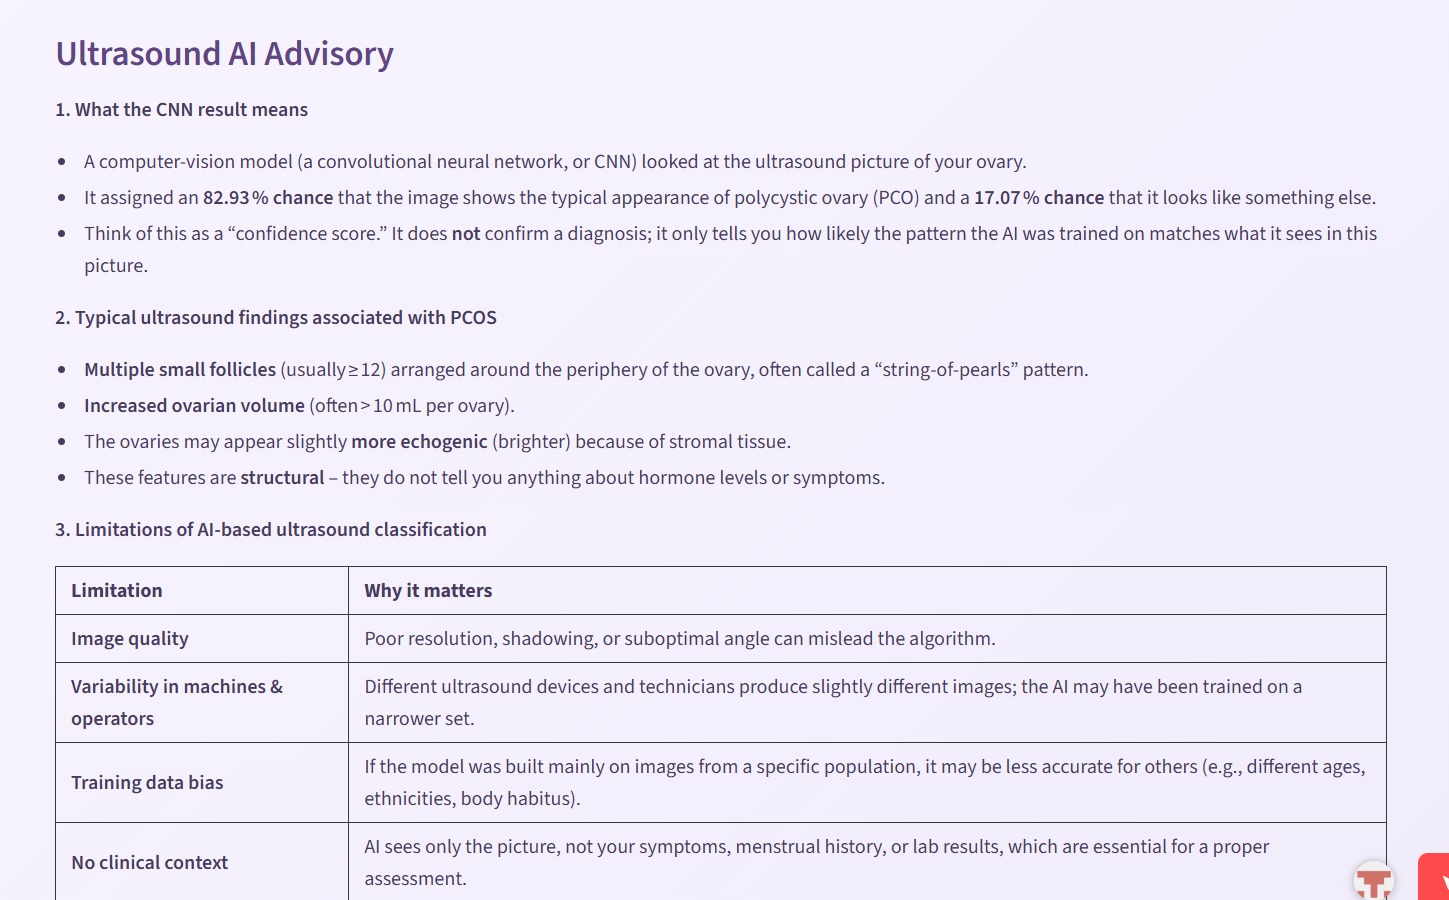 Ultrasound AI Advisory
1. What the CNN result means
• A computer-vision model (a convolutional neural network, or CNN) looked at the ultrasound picture of your ovary.
• It assigned an 82.93 % chance that the image shows the typical appearance of polycystic ovary (PCO) and a 17.07 % chance that it looks like something else.
• Think of this as a “confidence score.” It does not confirm a diagnosis; it only tells you how likely the pattern the AI was trained on matches what it sees in this
picture.
2. Typical ultrasound findings associated with PCOS
• Multiple small follicles (usually ≥ 12) arranged around the periphery of the ovary, often called a “string-of-pearls” pattern.
• Increased ovarian volume (often > 10 mL per ovary).
• The ovaries may appear slightly more echogenic (brighter) because of stromal tissue.
• These features are structural – they do not tell you anything about hormone levels or symptoms.
3. Limitations of AI-based ultrasound classification
Limitation
Why it matters
Image quality
Poor resolution, shadowing, or suboptimal angle can mislead the algorithm.
Variability in machines &
operators
Different ultrasound devices and technicians produce slightly different images; the AI may have been trained on a
narrower set.
Training data bias
If the model was built mainly on images from a specific population, it may be less accurate for others (e.g., different ages,
ethnicities, body habitus).
No clinical context
AI sees only the picture, not your symptoms, menstrual history, or lab results, which are essential for a proper
assessment.